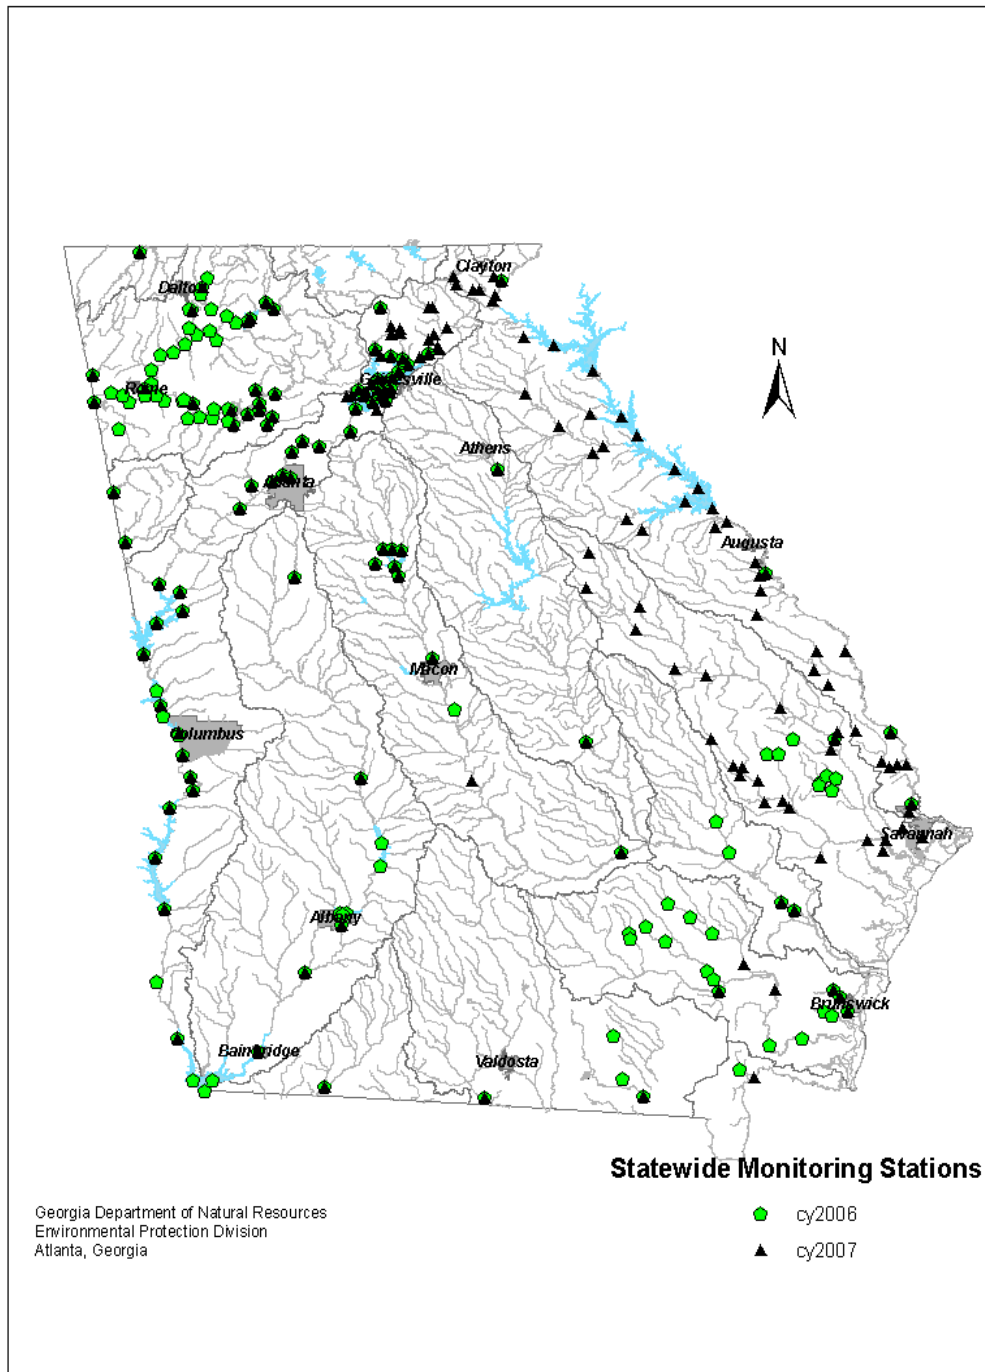 Clayton
Dalton
N
Rome
Gainesville
Athens
Atlanta
Augusta
Macon
Columbus
Savannah
Albany
Brunswick
Bainbridge
Valdosta
Statewide Monitoring Stations
cy2006
cy2007
Georgia Department of Natural Resources
Environmental Protection Division
Atlanta, Georgia